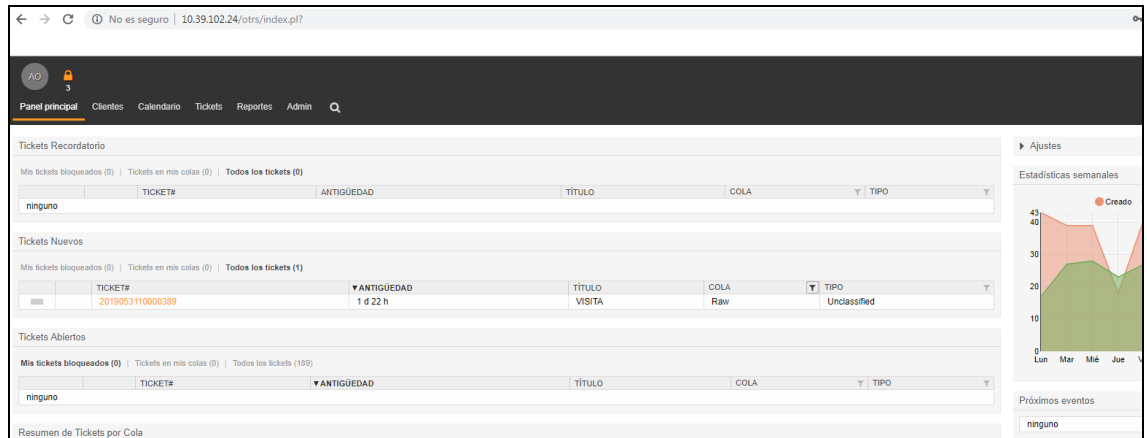 No es seguro | 10.39.102.24/otrs/index.pl?
AO
3
Panel principal Clientes Calendario Tickets Reportes Admin
Tickets Recordatorio
Mis tickets bloqueados (0) | Tickets en mis colas (0) | Todos los tickets (0)
TICKET# ANTIGÜEDAD TÍTULO COLA TIPO
ninguno
Tickets Nuevos
Mis tickets bloqueados (0) | Tickets en mis colas (0) | Todos los tickets (1)
TICKET# ▼ANTIGÜEDAD TÍTULO COLA TIPO
2019053110000389 1 d 22 h VISITA Raw Unclassified
Tickets Abiertos
Mis tickets bloqueados (0) | Tickets en mis colas (0) | Todos los tickets (189)
TICKET# ▼ANTIGÜEDAD TÍTULO COLA TIPO
ninguno
Resumen de Tickets por Cola
Ajustes
Estadísticas semanales
Creado
43
40
30
20
10
0
Lun Mar Mié Jue V
Próximos eventos
ninguno